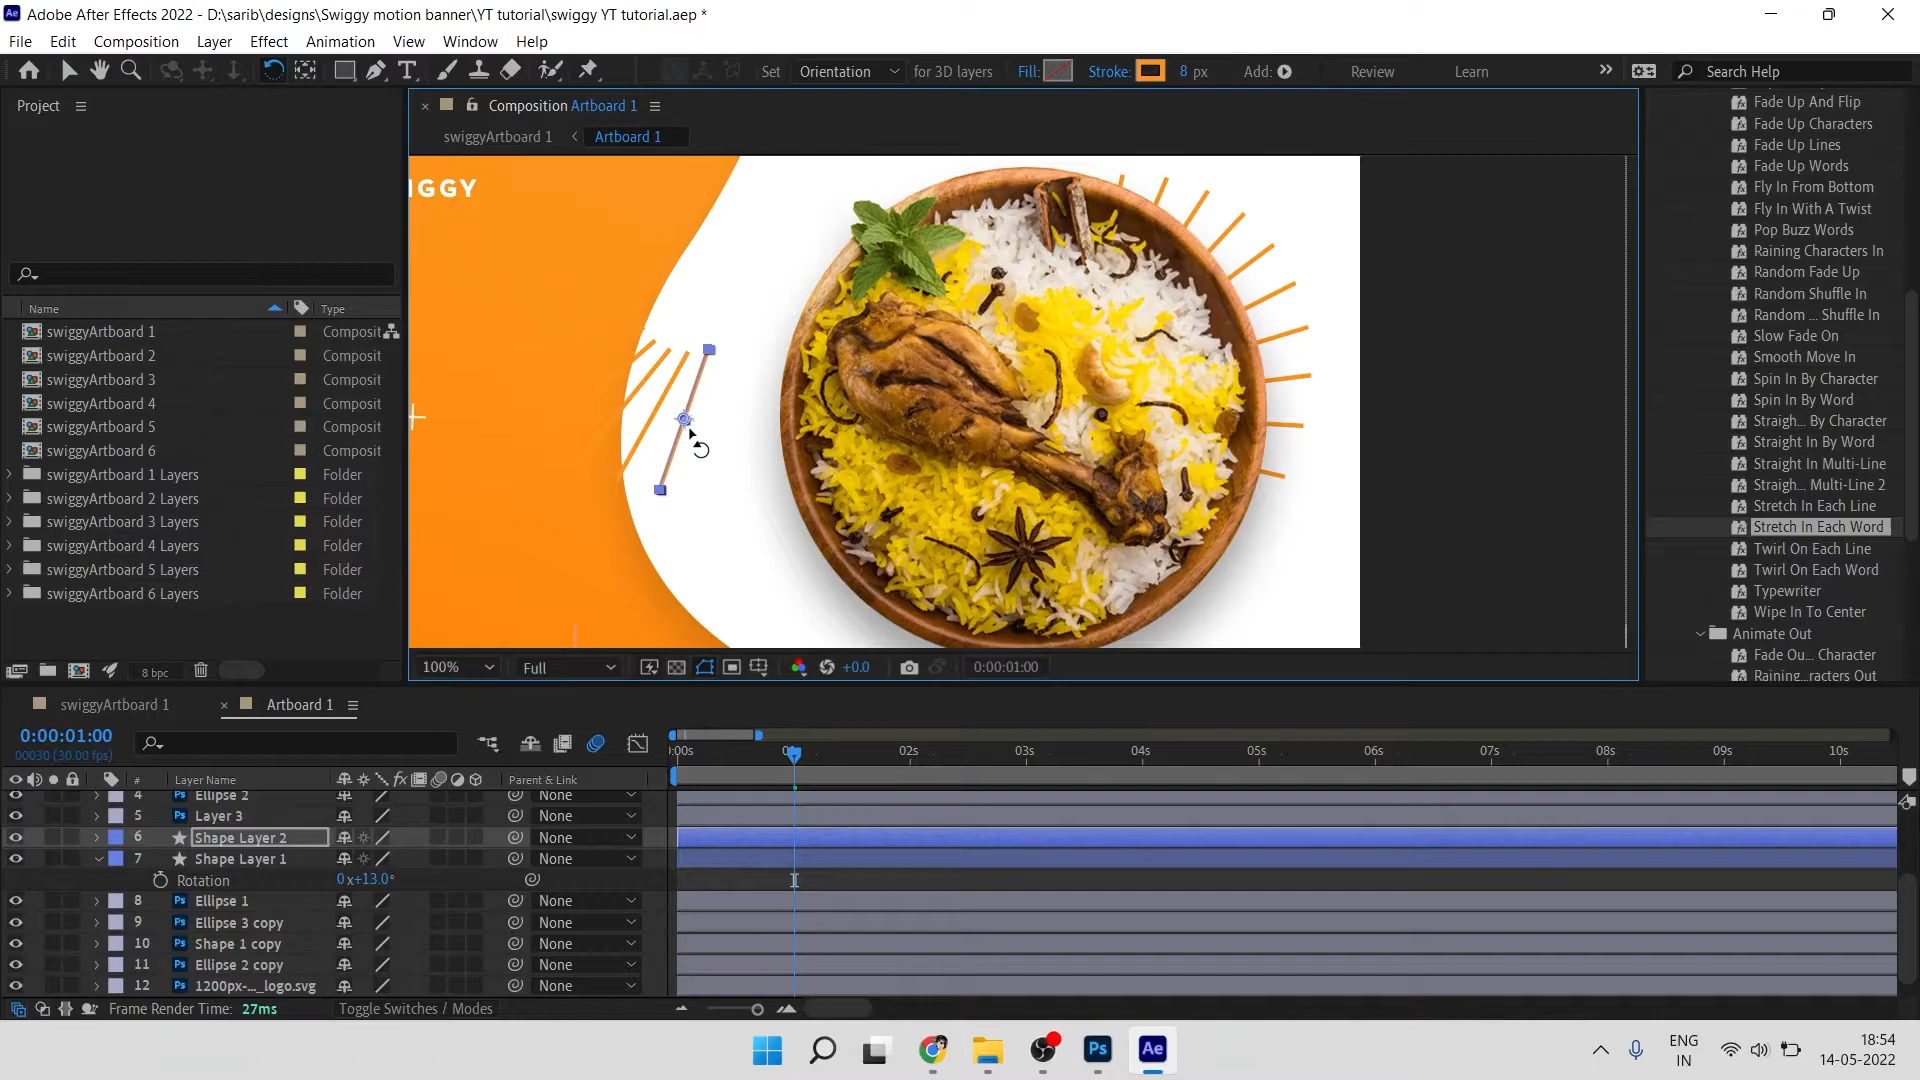 Adobe After Effects 2022 - D:\sarib\designs\Swiggy motion banner\YT tutorial\swiggy YT tutorial.aep *
File Edit Composition Layer Effect Animation View Window Help
Set Orientation for 3D layers Fill: Stroke: 8 px Add: Review Learn Search Help
Project
Composition Artboard 1
swiggyArtboard 1 < Artboard 1
IGGY
Name Type
swiggyArtboard 1 Composit
swiggyArtboard 2 Composit
swiggyArtboard 3 Composit
swiggyArtboard 4 Composit
swiggyArtboard 5 Composit
swiggyArtboard 6 Composit
swiggyArtboard 1 Layers Folder
swiggyArtboard 2 Layers Folder
swiggyArtboard 3 Layers Folder
swiggyArtboard 4 Layers Folder
swiggyArtboard 5 Layers Folder
swiggyArtboard 6 Layers Folder
8 bpc
100% Full +0.0 0:00:01:00
Fade Up And Flip
Fade Up Characters
Fade Up Lines
Fade Up Words
Fly In From Bottom
Fly In With A Twist
Pop Buzz Words
Raining Characters In
Random Fade Up
Random Shuffle In
Random ... Shuffle In
Slow Fade On
Smooth Move In
Spin In By Character
Spin In By Word
Straigh... By Character
Straight In By Word
Straight In Multi-Line
Straigh... Multi-Line 2
Stretch In Each Line
Stretch In Each Word
Twirl On Each Line
Twirl On Each Word
Typewriter
Wipe In To Center
Animate Out
Fade Ou... Character
Raining...racters Out
swiggyArtboard 1 Artboard 1
0:00:01:00
00030 (30.00 fps)
):00s 02s 03s 04s 05s 06s 07s 08s 09s 10s
# Layer Name Parent & Link
4 Ellipse 2 None
5 Layer 3 None
6 Shape Layer 2 None
7 Shape Layer 1 None
Rotation 0x+13.0°
8 Ellipse 1 None
9 Ellipse 3 copy None
10 Shape 1 copy None
11 Ellipse 2 copy None
12 1200px-..._logo.svg None
Frame Render Time: 27ms Toggle Switches / Modes
Ps Ae
ENG
IN
18:54
14-05-2022